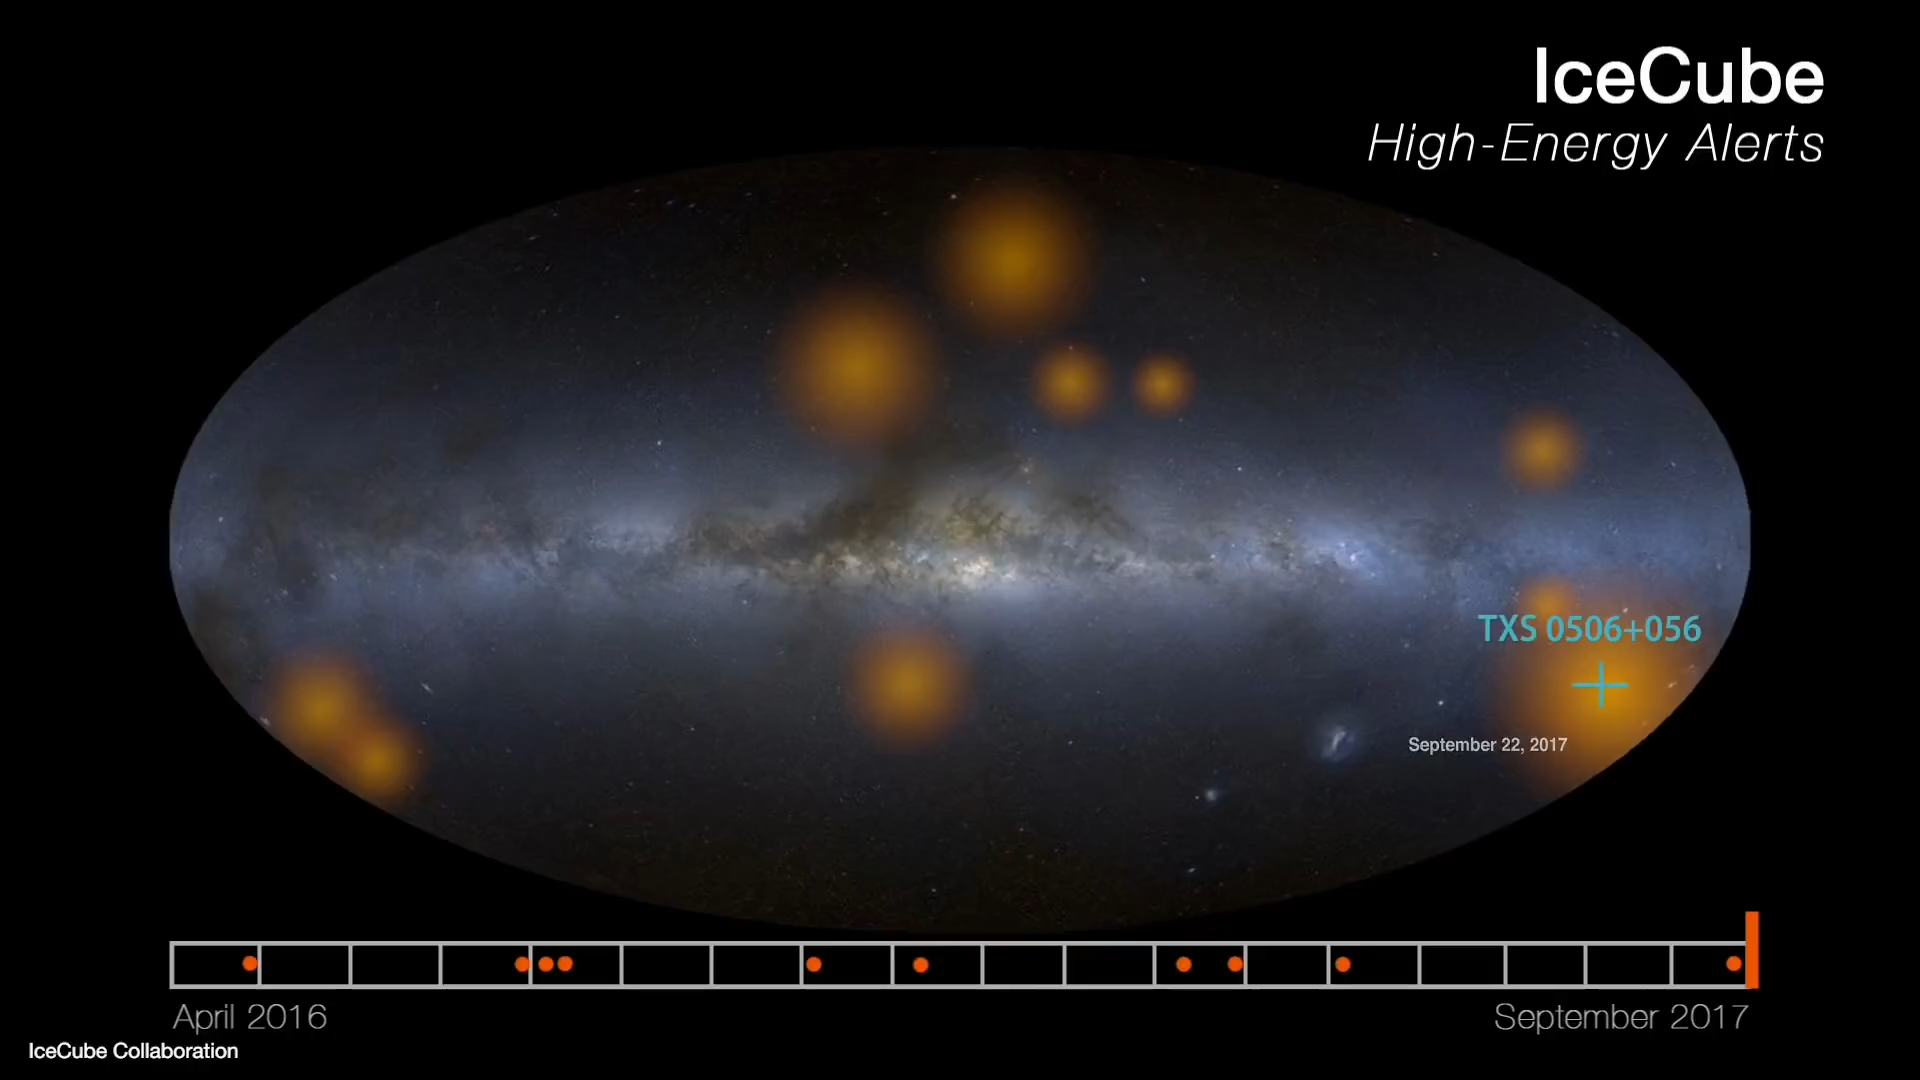 IceCube
High-Energy Alerts
TXS 0506+056
September 22, 2017
April 2016
September 2017
IceCube Collaboration